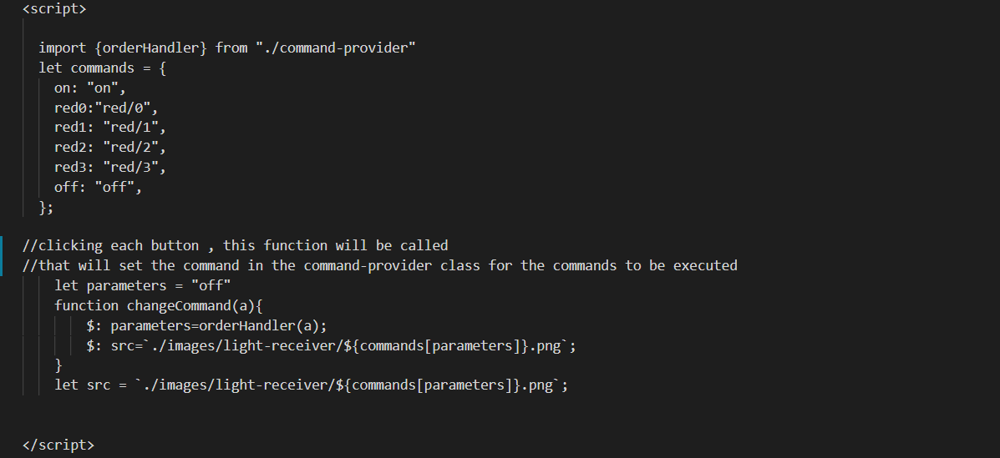 <script>
import {orderHandler} from "./command-provider"
let commands = {
on: "on",
red0:"red/0",
red1: "red/1",
red2: "red/2",
red3: "red/3",
off: "off",
};
//clicking each button , this function will be called
//that will set the command in the command-provider class for the commands to be executed
let parameters = "off"
function changeCommand(a){
$: parameters=orderHandler(a);
$: src=`./images/light-receiver/${commands[parameters]}.png`;
}
let src = `./images/light-receiver/${commands[parameters]}.png`;
</script>